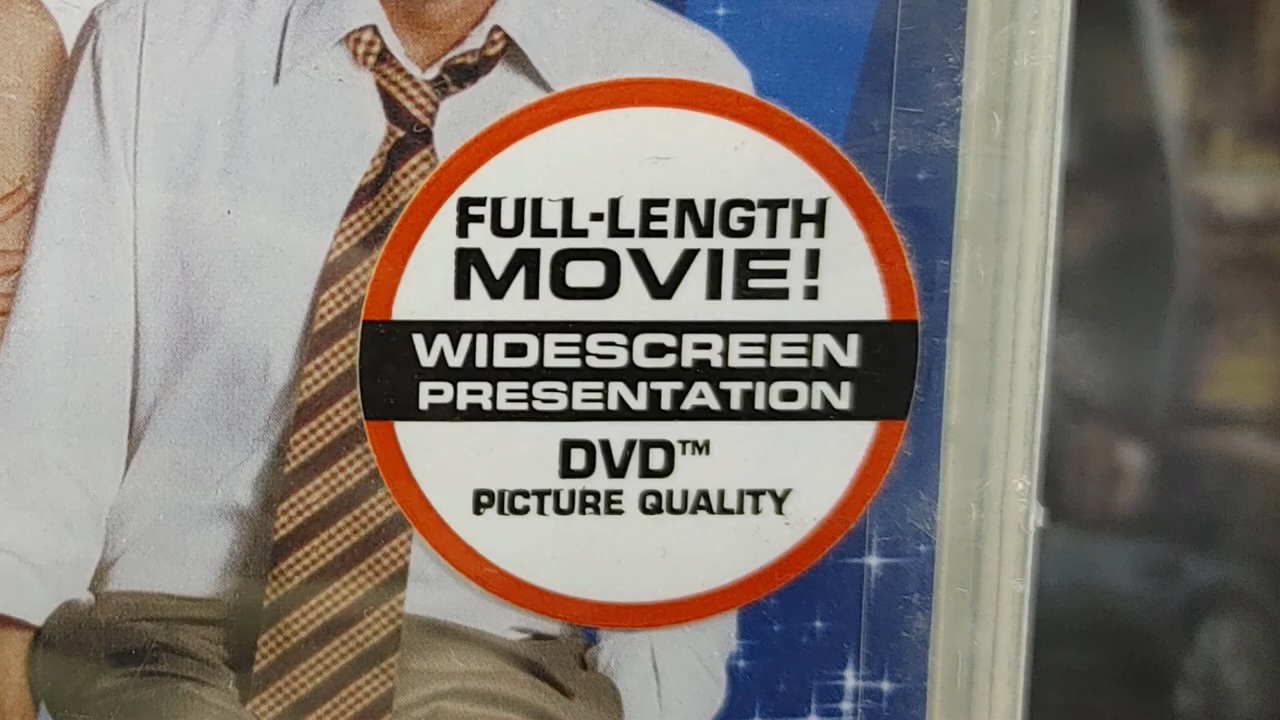 FULL-LENGTH
MOVIE!
WIDESCREEN
PRESENTATION
DVD™
PICTURE QUALITY